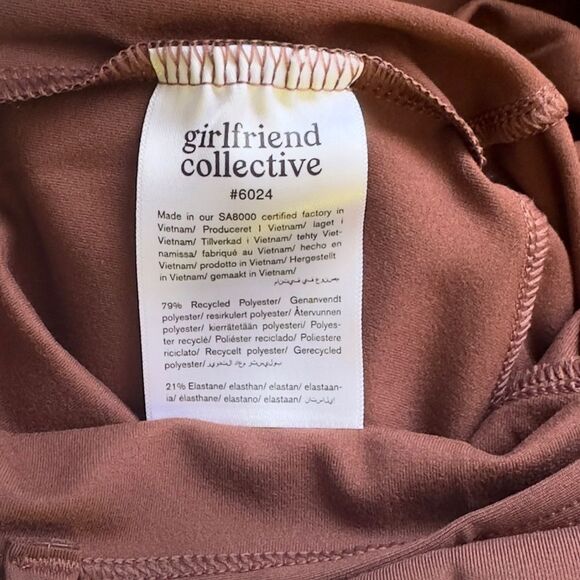 girlfriend
collective
#6024
Made in our SA8000 certified factory in
Vietnam/ Produceret I Vietnam/ laget i
Vietnam/ Tillverkad i Vietnam/ tehty Viet-
namissa/ fabriqué au Vietnam/ hecho en
Vietnam/ prodotto in Vietnam/ Hergestellt
in Vietnam/ gemaakt in Vietnam/
79% Recycled Polyester/ Genanvendt
polyester/ resirkulert polyester/ Återvunnen
polyester/ kierrätetään polyesteri/ Polyes-
ter recyclé/ Poliéster reciclado/ Poliestere
riciclato/ Recycelt polyester/ Gerecycled
polyester/
21% Elastane/ elasthan/ elastan/ elastaan-
ia/ élasthane/ elastano/ elastaan/